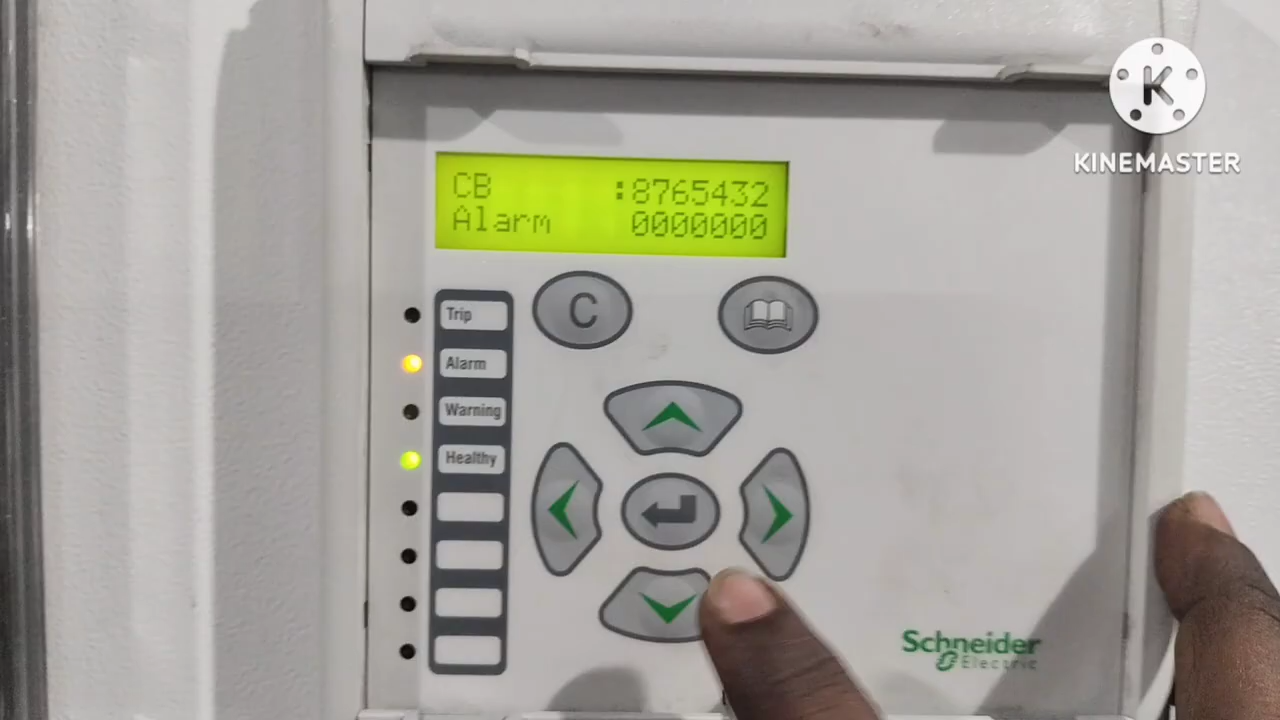 K
KINEMASTER
CB :8765432
Alarm 0000000
C
Trip
Alarm
Warning
Healthy
Schneider
Electric